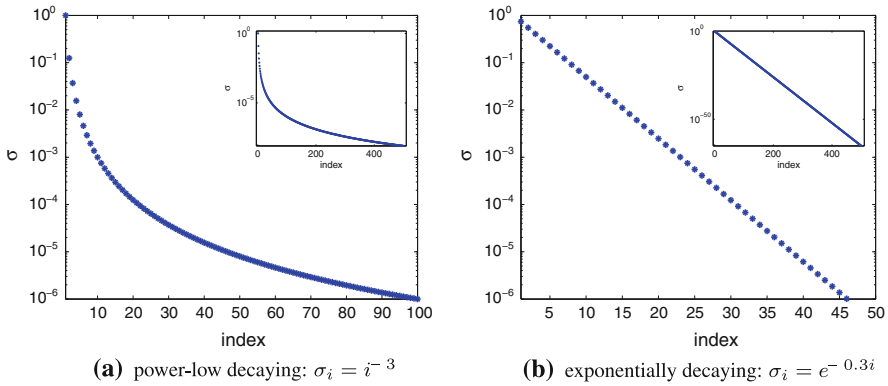 10^0
10^-1
10^-2
10^-3
10^-4
10^-5
10^-6
σ
10 20 30 40 50 60 70 80 90 100
index
10^0
10^-5
σ
0 200 400
index
10^0
10^-1
10^-2
10^-3
10^-4
10^-5
10^-6
σ
5 10 15 20 25 30 35 40 45 50
index
10^0
10^-50
σ
0 200 400
index
(a) power-low decaying: σ_i = i^{-3}
(b) exponentially decaying: σ_i = e^{-0.3i}